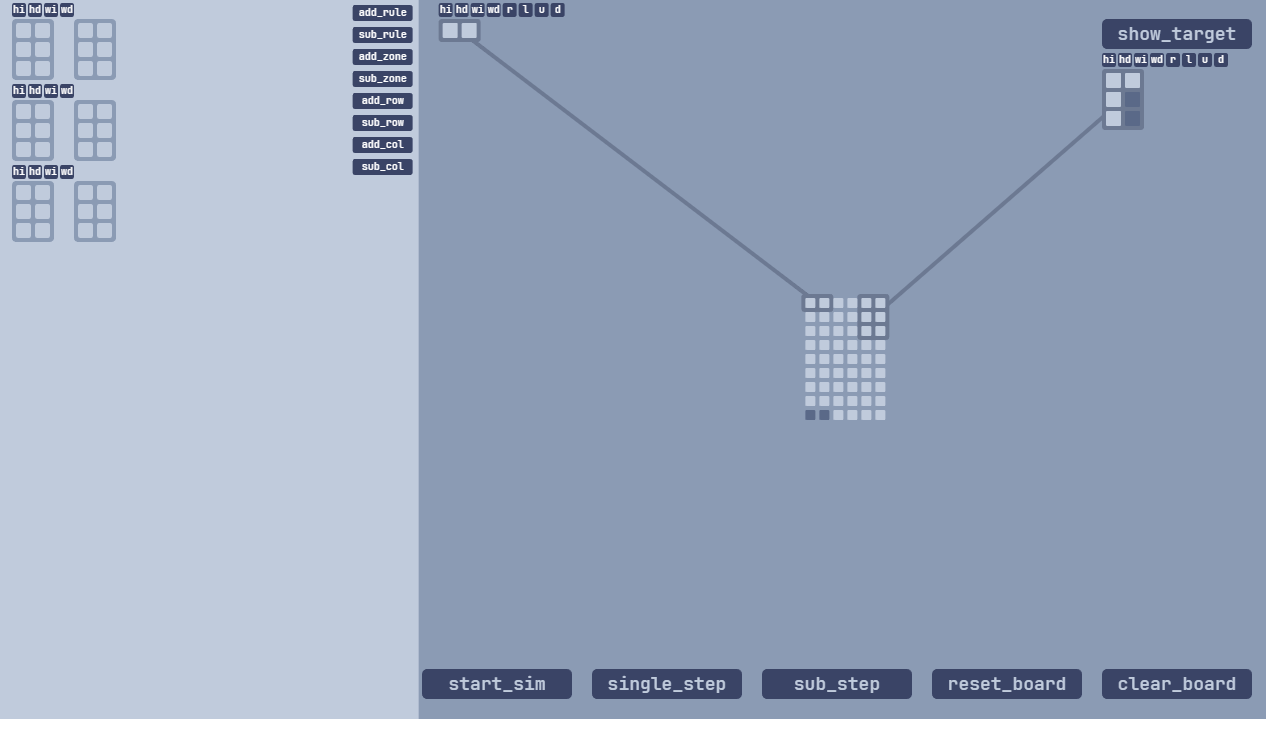 hi hd wi wd
hi hd wi wd
hi hd wi wd
add_rule
sub_rule
add_zone
sub_zone
add_row
sub_row
add_col
sub_col
hi hd wi wd r l u d
show_target
hi hd wi wd r l u d
start_sim
single_step
sub_step
reset_board
clear_board